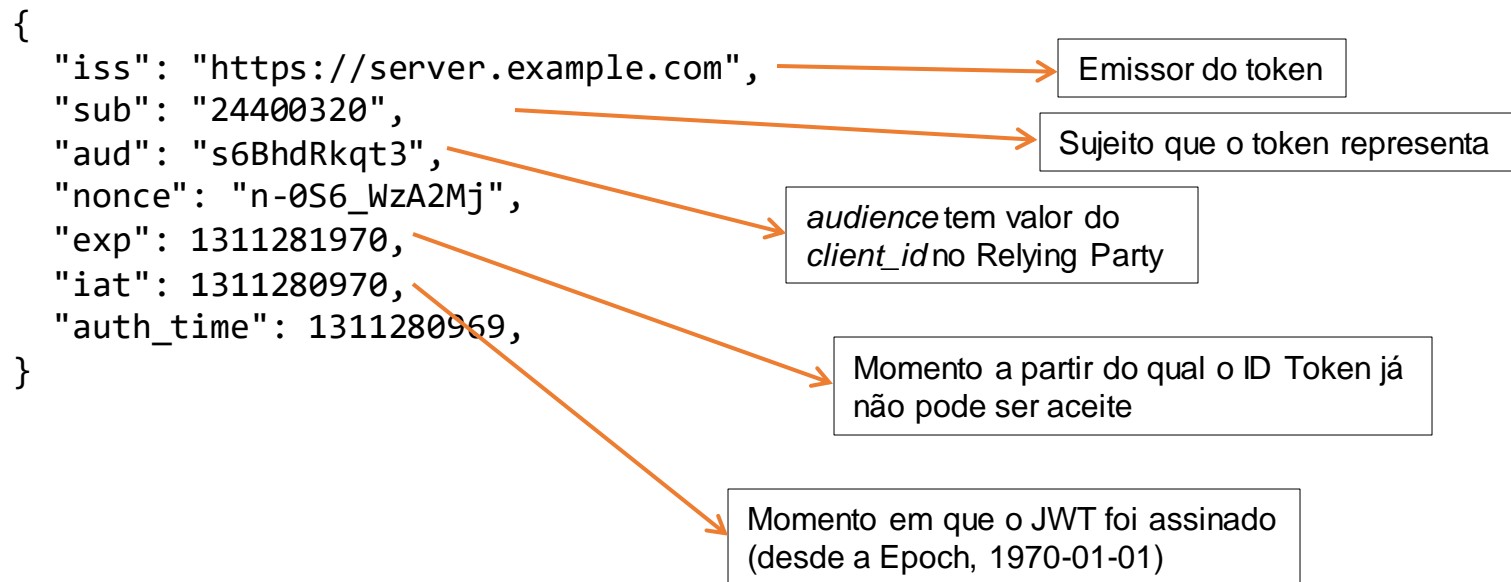 {
"iss": "https://server.example.com",
"sub": "24400320",
"aud": "s6BhdRkqt3",
"nonce": "n-0S6_WzA2Mj",
"exp": 1311281970,
"iat": 1311280970,
"auth_time": 1311280969,
}
Emissor do token
Sujeito que o token representa
audience tem valor do
client_id no Relying Party
Momento a partir do qual o ID Token já
não pode ser aceite
Momento em que o JWT foi assinado
(desde a Epoch, 1970-01-01)